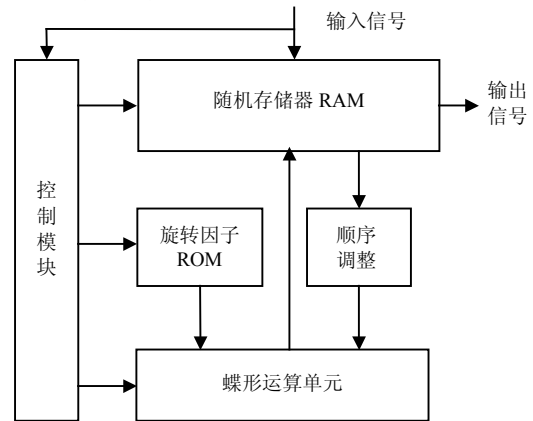 输入信号
随机存储器 RAM
输出
信号
控
制
模
块
旋转因子
ROM
顺序
调整
蝶形运算单元